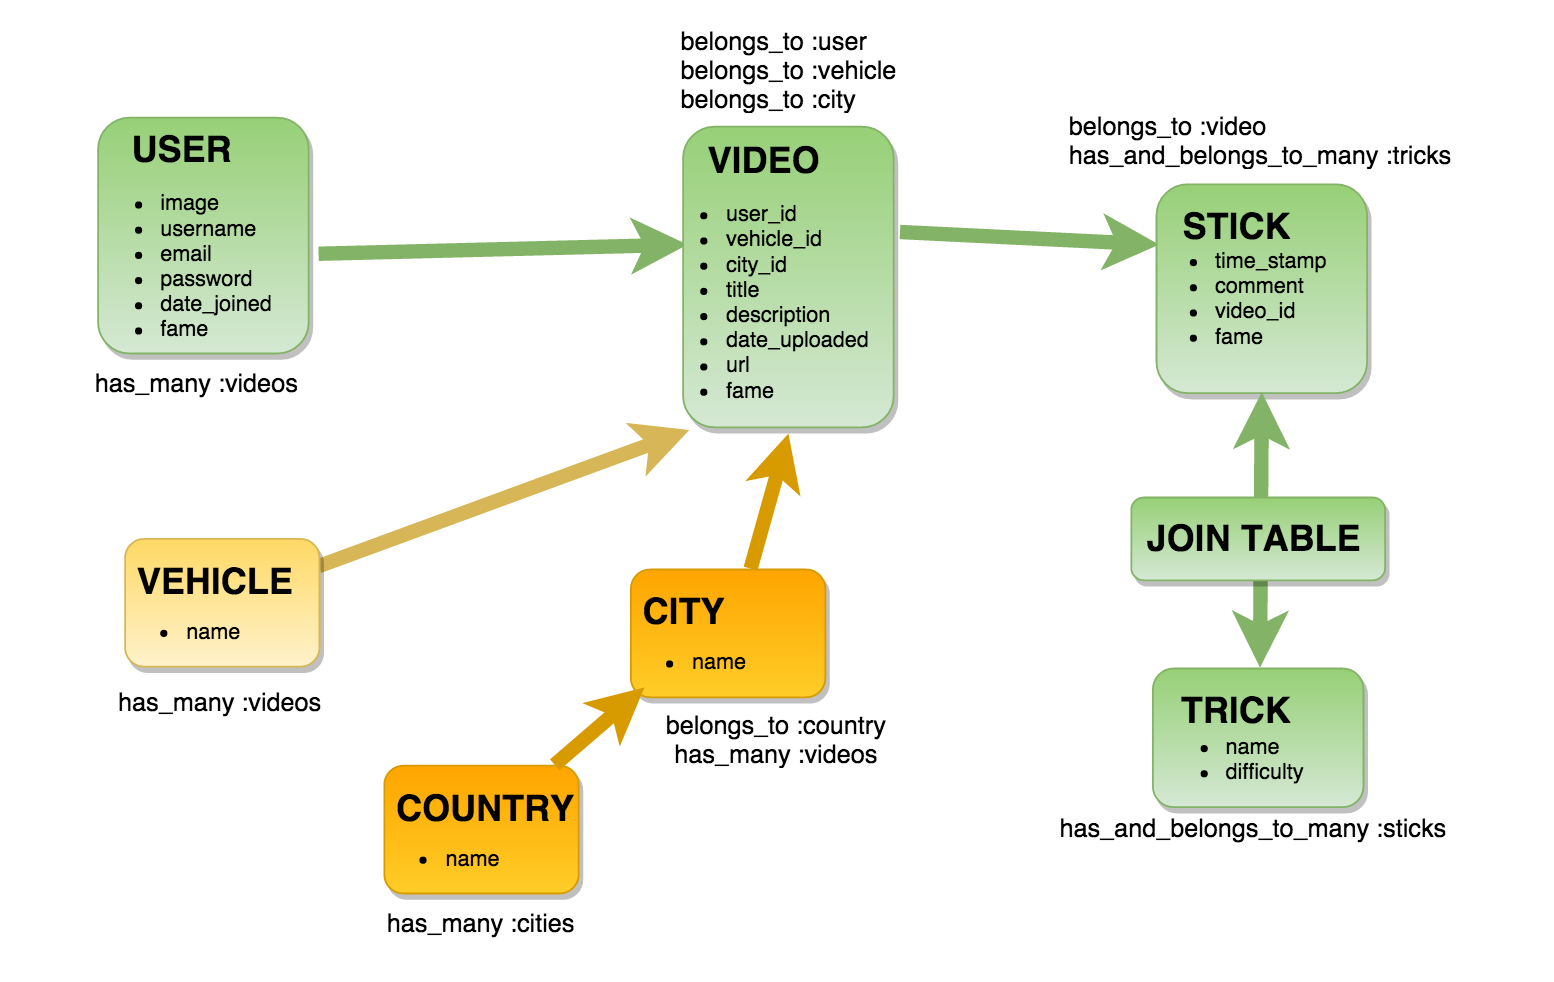 belongs_to :user
belongs_to :vehicle
belongs_to :city
USER
• image
• username
• email
• password
• date_joined
• fame
has_many :videos
VIDEO
• user_id
• vehicle_id
• city_id
• title
• description
• date_uploaded
• url
• fame
belongs_to :video
has_and_belongs_to_many :tricks
STICK
• time_stamp
• comment
• video_id
• fame
JOIN TABLE
VEHICLE
• name
has_many :videos
CITY
• name
belongs_to :country
has_many :videos
COUNTRY
• name
has_many :cities
TRICK
• name
• difficulty
has_and_belongs_to_many :sticks